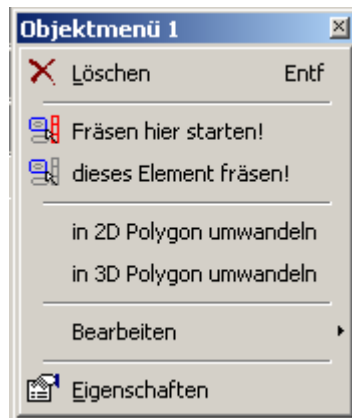 Objektmenü 1
Löschen Entf
Fräsen hier starten!
dieses Element fräsen!
in 2D Polygon umwandeln
in 3D Polygon umwandeln
Bearbeiten
Eigenschaften